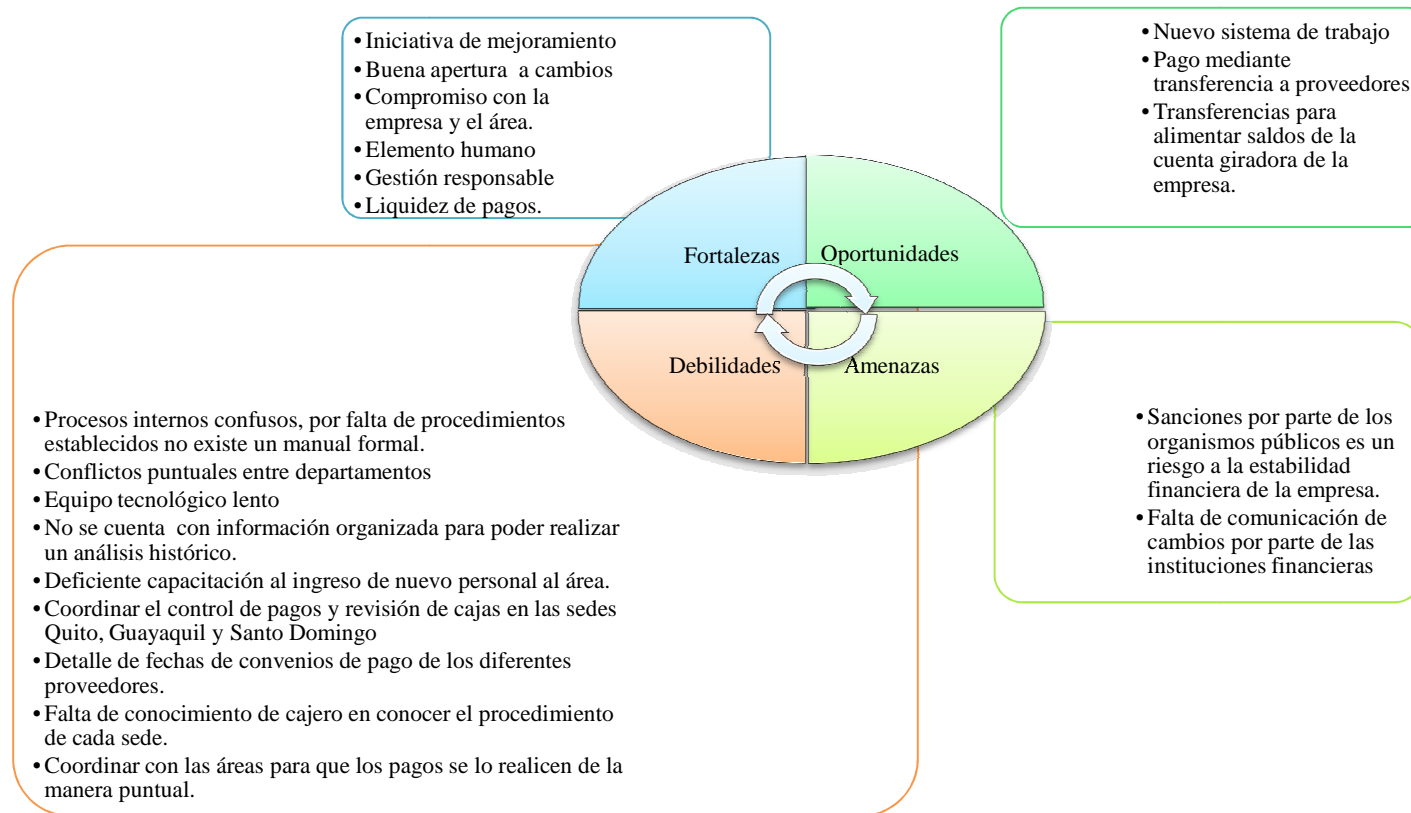 • Iniciativa de mejoramiento
• Buena apertura  a cambios
• Compromiso con la
empresa y el área.
• Elemento humano
• Gestión responsable
• Liquidez de pagos.
• Nuevo sistema de trabajo
• Pago mediante
transferencia a proveedores
• Transferencias para
alimentar saldos de la
cuenta giradora de la
empresa.
Fortalezas
Oportunidades
Debilidades
Amenazas
• Procesos internos confusos, por falta de procedimientos
establecidos no existe un manual formal.
• Conflictos puntuales entre departamentos
• Equipo tecnológico lento
• No se cuenta  con información organizada para poder realizar
un análisis histórico.
• Deficiente capacitación al ingreso de nuevo personal al área.
• Coordinar el control de pagos y revisión de cajas en las sedes
Quito, Guayaquil y Santo Domingo
• Detalle de fechas de convenios de pago de los diferentes
proveedores.
• Falta de conocimiento de cajero en conocer el procedimiento
de cada sede.
• Coordinar con las áreas para que los pagos se lo realicen de la
manera puntual.
• Sanciones por parte de los
organismos públicos es un
riesgo a la estabilidad
financiera de la empresa.
• Falta de comunicación de
cambios por parte de las
instituciones financieras